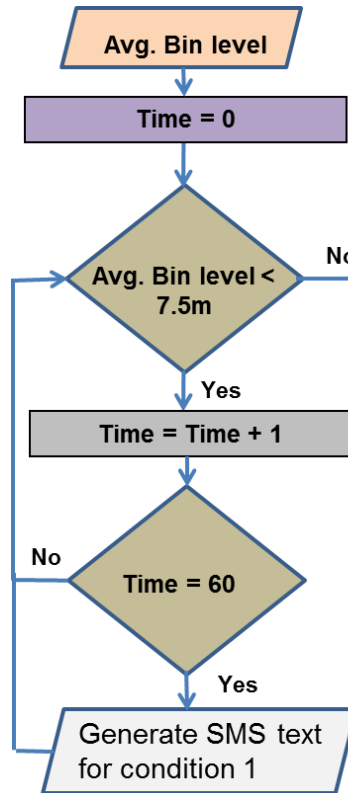 Avg. Bin level
Time = 0
Avg. Bin level <
7.5m
No
Yes
Time = Time + 1
No
Time = 60
Yes
Generate SMS text
for condition 1